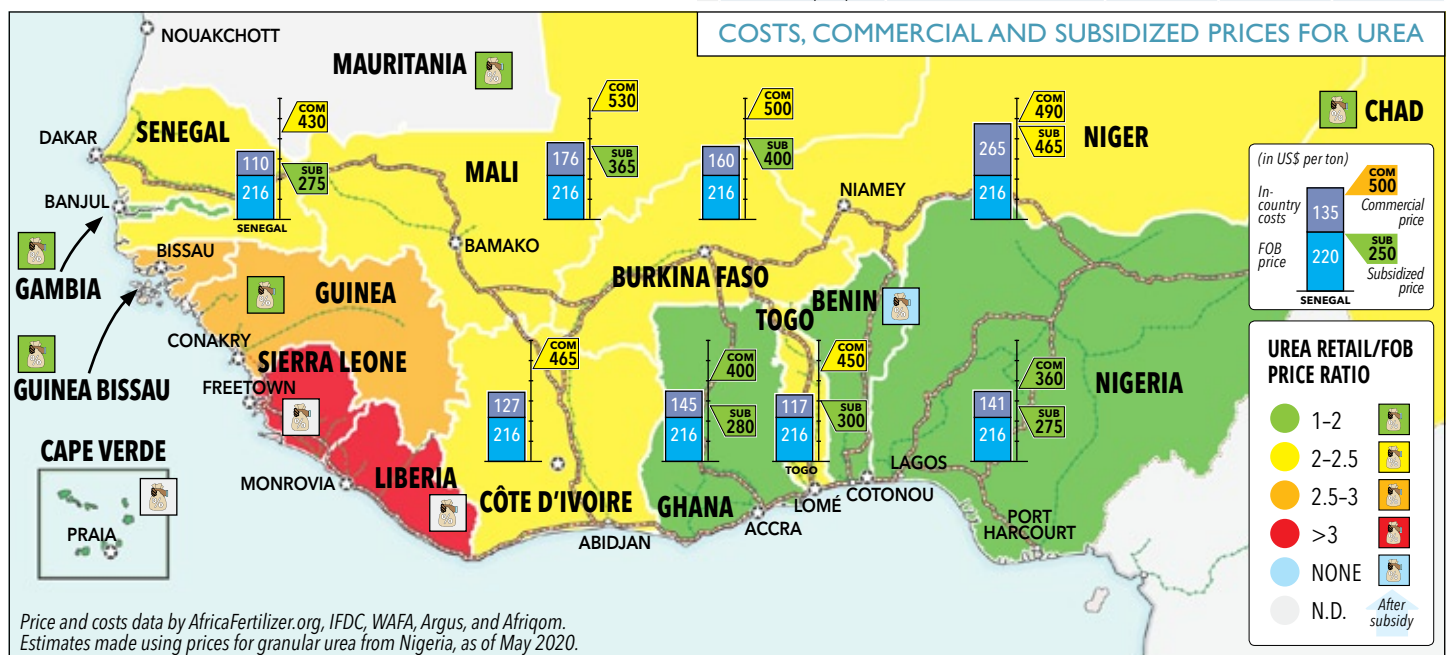 COSTS, COMMERCIAL AND SUBSIDIZED PRICES FOR UREA
NOUAKCHOTT
MAURITANIA
COM
430
SENEGAL
DAKAR
110
216
SUB
275
SENEGAL
COM
530
MALI
176
216
SUB
365
COM
500
160
216
SUB
400
COM
490
265
216
SUB
465
NIGER
CHAD
(in US$ per ton)
COM
500
In-
country
costs
135
Commercial
price
FOB
price
220
SUB
250
Subsidized
price
SENEGAL
BANJUL
GAMBIA
BISSAU
GUINEA BISSAU
BAMAKO
NIAMEY
BURKINA FASO
GUINEA
CONAKRY
SIERRA LEONE
FREETOWN
TOGO
BENIN
COM
465
127
216
COM
400
145
216
SUB
280
COM
450
117
216
SUB
300
TOGO
COM
360
141
216
SUB
275
NIGERIA
UREA RETAIL/FOB
PRICE RATIO
1–2
2–2.5
2.5–3
>3
NONE
N.D.
After
subsidy
CAPE VERDE
PRAIA
MONROVIA
LIBERIA
CÔTE D'IVOIRE
ABIDJAN
GHANA
ACCRA
LOMÉ
COTONOU
LAGOS
PORT
HARCOURT
Price and costs data by AfricaFertilizer.org, IFDC, WAFA, Argus, and Afriqom.
Estimates made using prices for granular urea from Nigeria, as of May 2020.